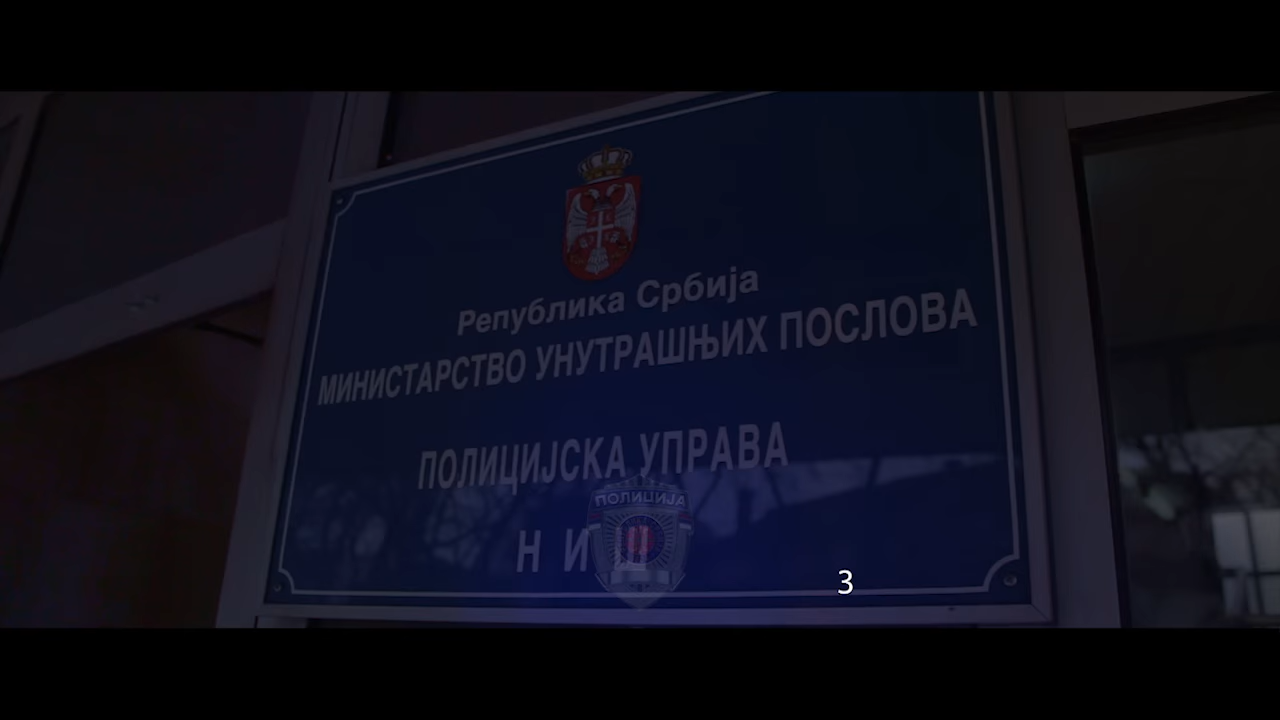 Република Србија
МИНИСТАРСТВО УНУТРАШЊИХ ПОСЛОВА
ПОЛИЦИЈСКА УПРАВА
ПОЛИЦИЈА
Н И Ш
3